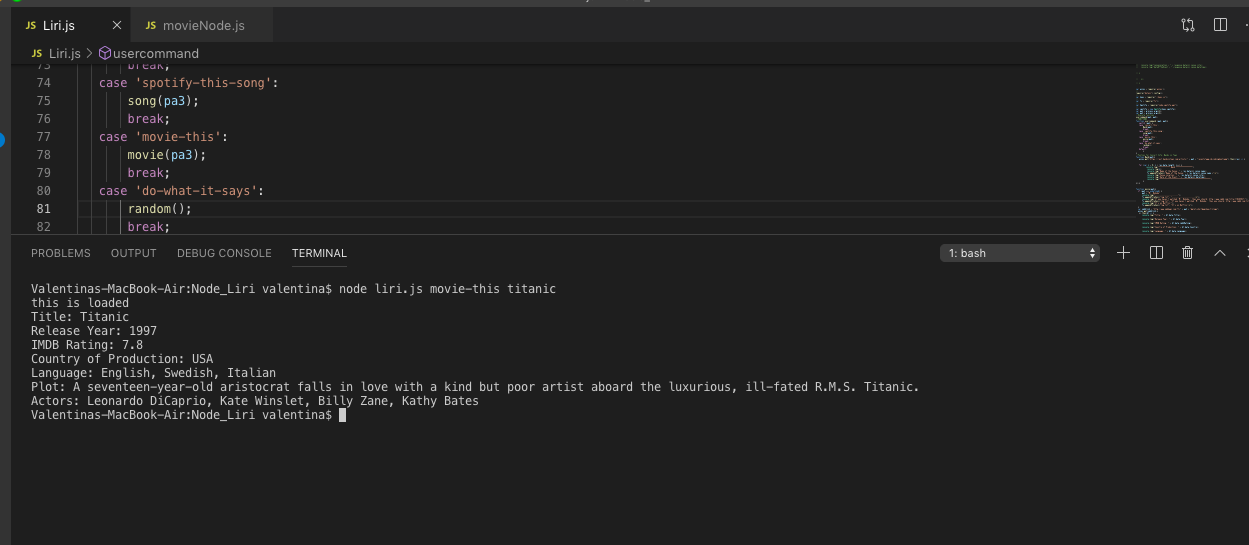 JS Liri.js ×
JS movieNode.js
JS Liri.js > usercommand
73 break;
74 case 'spotify-this-song':
75 song(pa3);
76 break;
77 case 'movie-this':
78 movie(pa3);
79 break;
80 case 'do-what-it-says':
81 random();
82 break;
PROBLEMS OUTPUT DEBUG CONSOLE TERMINAL 1: bash
Valentinas-MacBook-Air:Node_Liri valentina$ node liri.js movie-this titanic
this is loaded
Title: Titanic
Release Year: 1997
IMDB Rating: 7.8
Country of Production: USA
Language: English, Swedish, Italian
Plot: A seventeen-year-old aristocrat falls in love with a kind but poor artist aboard the luxurious, ill-fated R.M.S. Titanic.
Actors: Leonardo DiCaprio, Kate Winslet, Billy Zane, Kathy Bates
Valentinas-MacBook-Air:Node_Liri valentina$